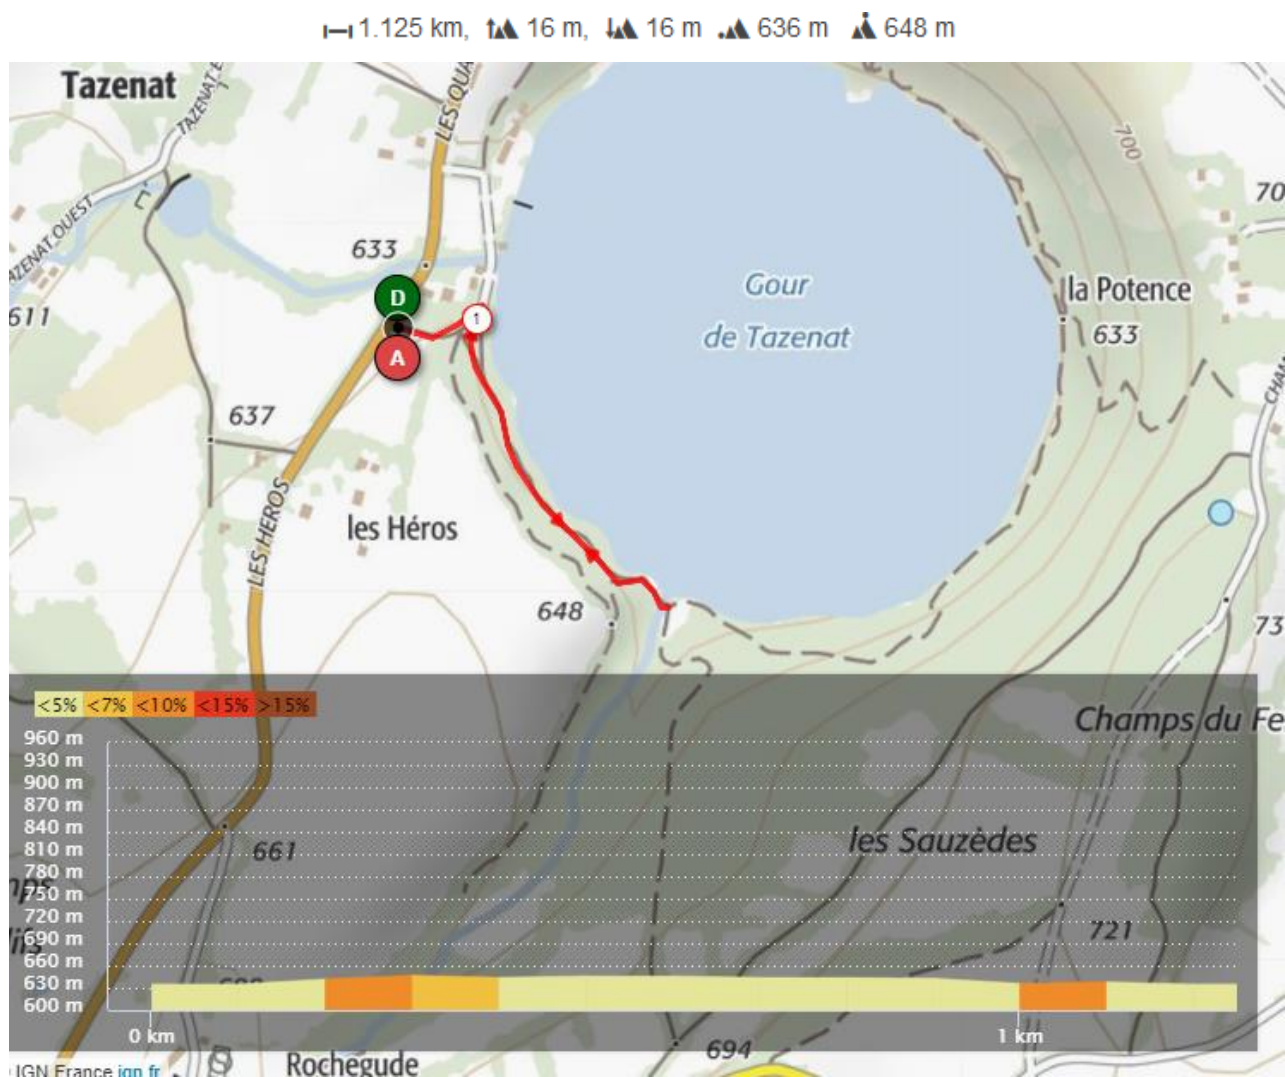 1.125 km, 16 m, 16 m 636 m 648 m
Tazenat
LES QUA
700
TAZENAT OUEST
633
D
70
Gour
de Tazenat
la Potence
611
1
633
A
637
LES HEROS
les Héros
648
73
<5% <7% <10% <15% >15%
Champs du Fe
960 m
930 m
900 m
870 m
840 m
810 m
780 m
750 m
720 m
690 m
660 m
630 m
600 m
661
les Sauzèdes
721
0 km
1 km
694
Rochegude
IGN France ign.fr